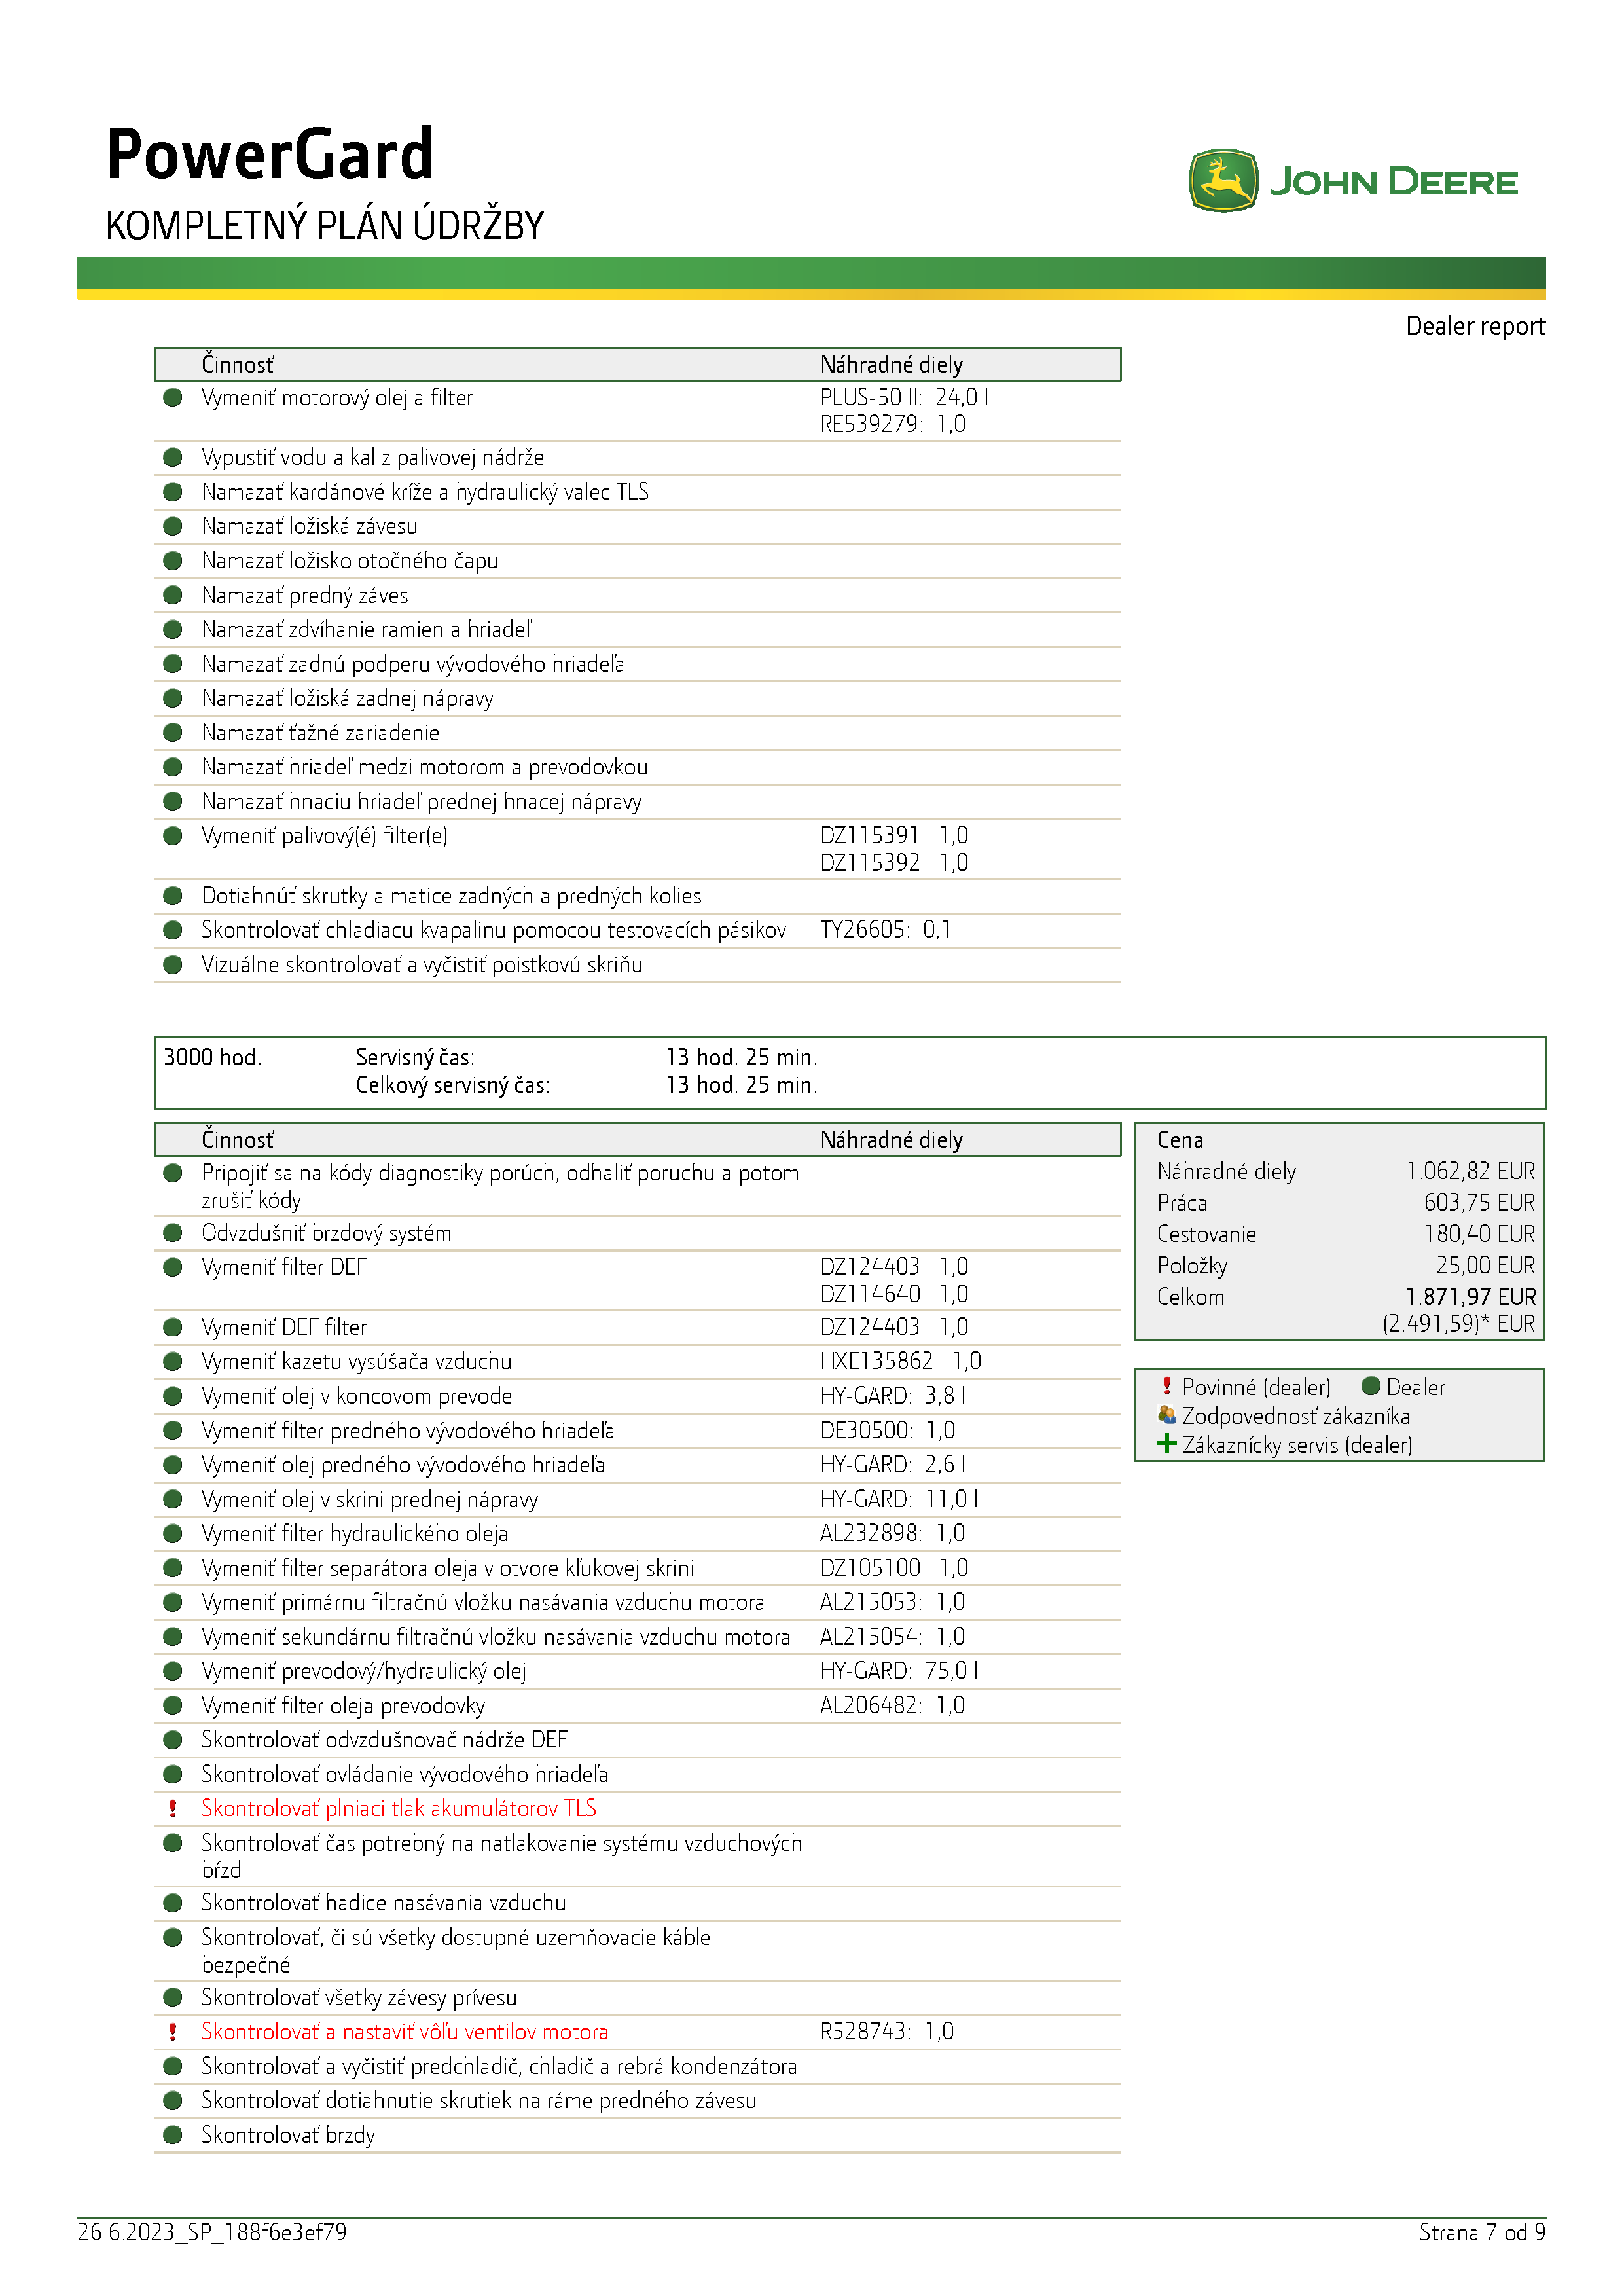 PowerGard
KOMPLETNÝ PLÁN ÚDRŽBY
JOHN DEERE
Dealer report
Činnosť Náhradné diely
Vymeniť motorový olej a filter PLUS-50 II: 24,0 l
RE539279: 1,0
Vypustiť vodu a kal z palivovej nádrže
Namazať kardánové kríže a hydraulický valec TLS
Namazať ložiská závesu
Namazať ložisko otočného čapu
Namazať predný záves
Namazať zdvíhanie ramien a hriadeľ
Namazať zadnú podperu vývodového hriadeľa
Namazať ložiská zadnej nápravy
Namazať ťažné zariadenie
Namazať hriadeľ medzi motorom a prevodovkou
Namazať hnaciu hriadeľ prednej hnacej nápravy
Vymeniť palivový(é) filter(e) DZ115391: 1,0
DZ115392: 1,0
Dotiahnúť skrutky a matice zadných a predných kolies
Skontrolovať chladiacu kvapalinu pomocou testovacích pásikov TY26605: 0,1
Vizuálne skontrolovať a vyčistiť poistkovú skriňu
3000 hod. Servisný čas: 13 hod. 25 min.
Celkový servisný čas: 13 hod. 25 min.
Činnosť Náhradné diely
Pripojiť sa na kódy diagnostiky porúch, odhaliť poruchu a potom
zrušiť kódy
Odvzdušniť brzdový systém
Vymeniť filter DEF DZ124403: 1,0
DZ114640: 1,0
Vymeniť DEF filter DZ124403: 1,0
Vymeniť kazetu vysúšača vzduchu HXE135862: 1,0
Vymeniť olej v koncovom prevode HY-GARD: 3,8 l
Vymeniť filter predného vývodového hriadeľa DE30500: 1,0
Vymeniť olej predného vývodového hriadeľa HY-GARD: 2,6 l
Vymeniť olej v skrini prednej nápravy HY-GARD: 11,0 l
Vymeniť filter hydraulického oleja AL232898: 1,0
Vymeniť filter separátora oleja v otvore kľukovej skrini DZ105100: 1,0
Vymeniť primárnu filtračnú vložku nasávania vzduchu motora AL215053: 1,0
Vymeniť sekundárnu filtračnú vložku nasávania vzduchu motora AL215054: 1,0
Vymeniť prevodový/hydraulický olej HY-GARD: 75,0 l
Vymeniť filter oleja prevodovky AL206482: 1,0
Skontrolovať odvzdušnovač nádrže DEF
Skontrolovať ovládanie vývodového hriadeľa
Skontrolovať plniaci tlak akumulátorov TLS
Skontrolovať čas potrebný na natlakovanie systému vzduchových
bŕzd
Skontrolovať hadice nasávania vzduchu
Skontrolovať, či sú všetky dostupné uzemňovacie káble
bezpečné
Skontrolovať všetky závesy prívesu
Skontrolovať a nastaviť vôľu ventilov motora R528743: 1,0
Skontrolovať a vyčistiť predchladič, chladič a rebrá kondenzátora
Skontrolovať dotiahnutie skrutiek na ráme predného závesu
Skontrolovať brzdy
Cena
Náhradné diely 1.062,82 EUR
Práca 603,75 EUR
Cestovanie 180,40 EUR
Položky 25,00 EUR
Celkom 1.871,97 EUR
(2.491,59)* EUR
Povinné (dealer) Dealer
Zodpovednosť zákazníka
Zákaznícky servis (dealer)
26.6.2023_SP_188f6e3ef79 Strana 7 od 9